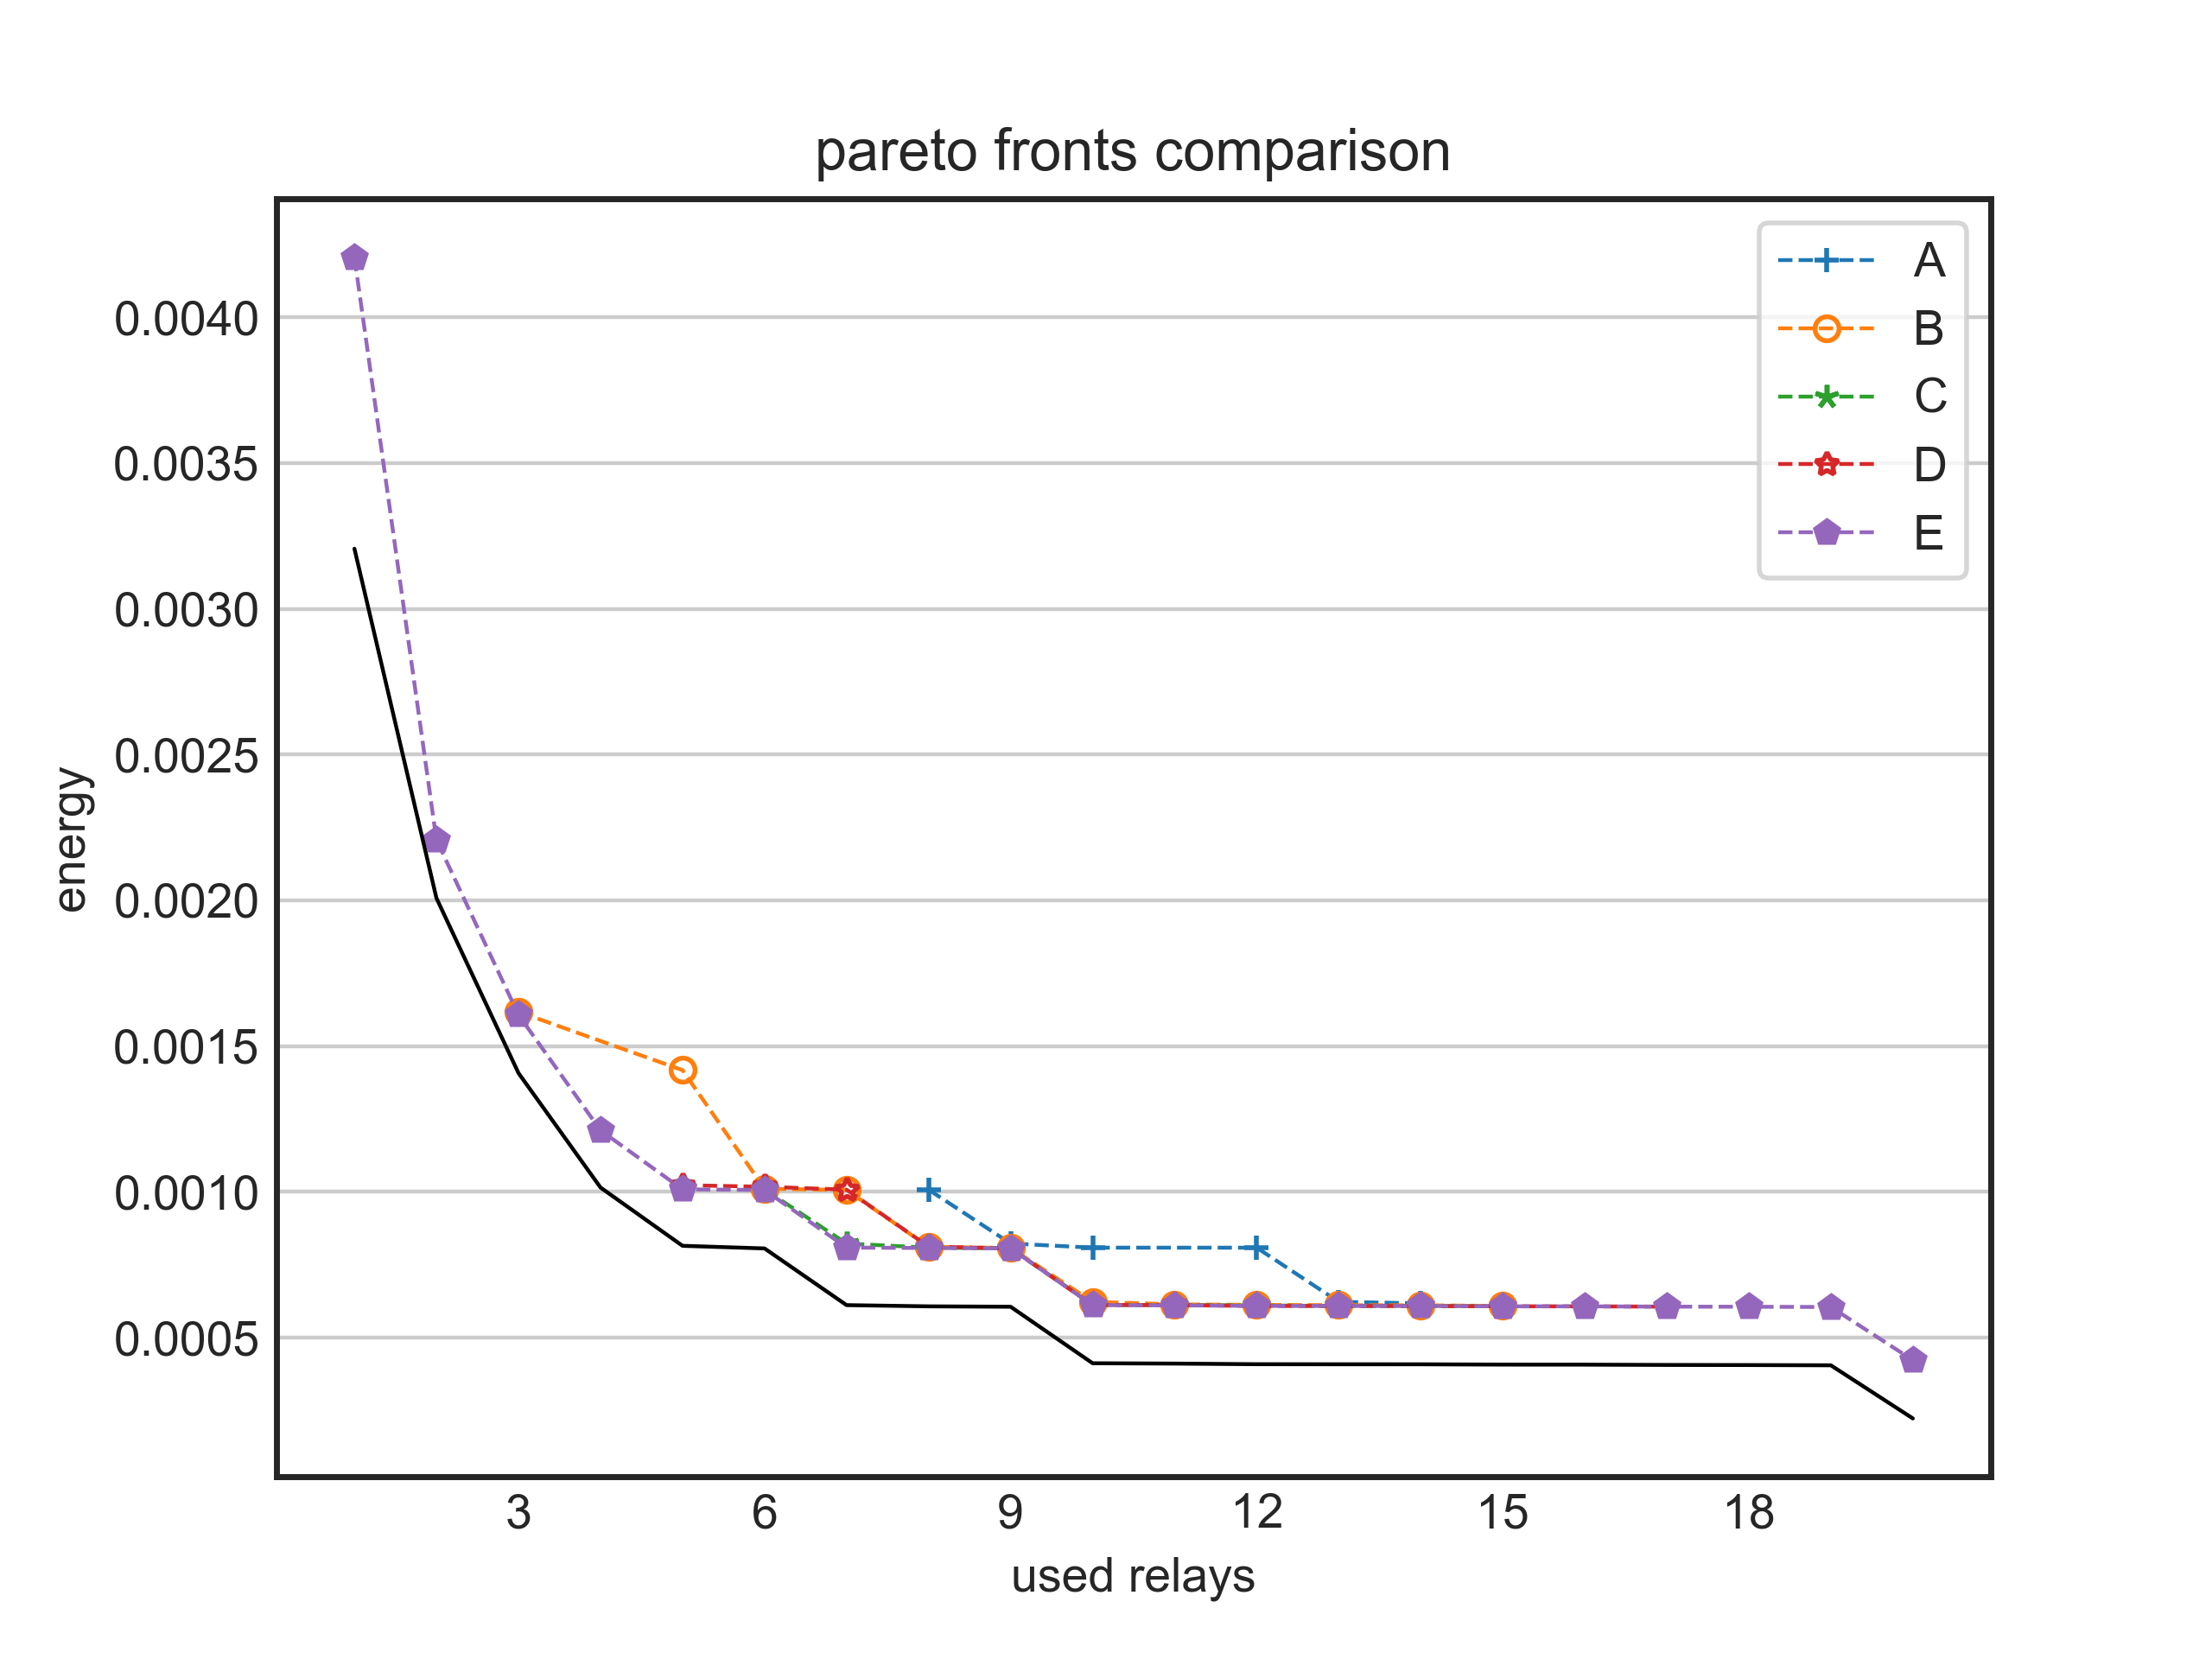 pareto fronts comparison
A
B
C
D
E
0.0040
0.0035
0.0030
0.0025
0.0020
0.0015
0.0010
0.0005
energy
3 6 9 12 15 18
used relays